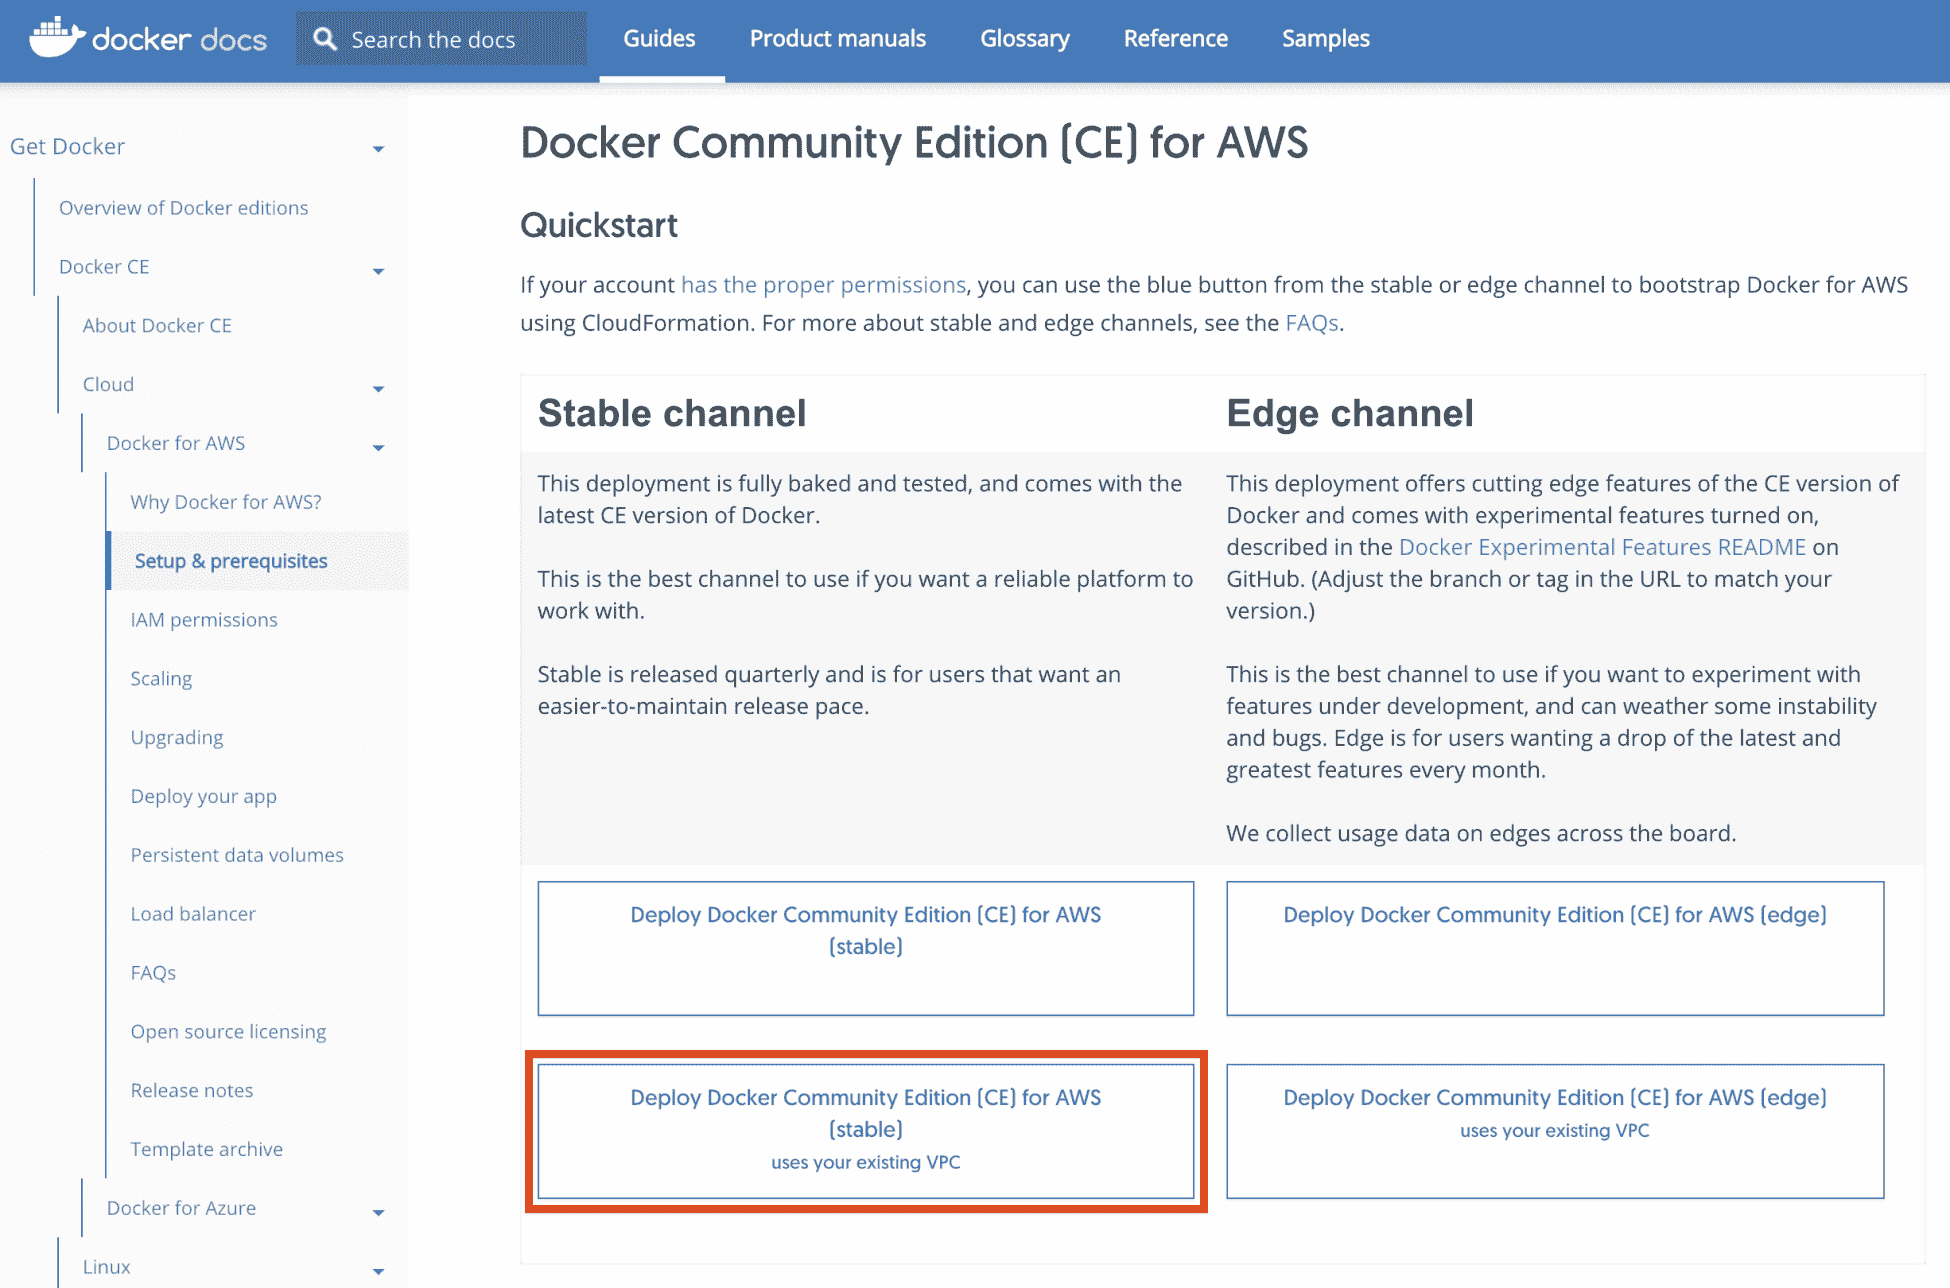 docker docs
Search the docs
Guides
Product manuals
Glossary
Reference
Samples
Get Docker
Overview of Docker editions
Docker CE
About Docker CE
Cloud
Docker for AWS
Why Docker for AWS?
Setup & prerequisites
IAM permissions
Scaling
Upgrading
Deploy your app
Persistent data volumes
Load balancer
FAQs
Open source licensing
Release notes
Template archive
Docker for Azure
Linux
Docker Community Edition (CE) for AWS
Quickstart
If your account has the proper permissions, you can use the blue button from the stable or edge channel to bootstrap Docker for AWS
using CloudFormation. For more about stable and edge channels, see the FAQs.
Stable channel
This deployment is fully baked and tested, and comes with the
latest CE version of Docker.
This is the best channel to use if you want a reliable platform to
work with.
Stable is released quarterly and is for users that want an
easier-to-maintain release pace.
Edge channel
This deployment offers cutting edge features of the CE version of
Docker and comes with experimental features turned on,
described in the Docker Experimental Features README on
GitHub. (Adjust the branch or tag in the URL to match your
version.)
This is the best channel to use if you want to experiment with
features under development, and can weather some instability
and bugs. Edge is for users wanting a drop of the latest and
greatest features every month.
We collect usage data on edges across the board.
Deploy Docker Community Edition (CE) for AWS
(stable)
Deploy Docker Community Edition (CE) for AWS (edge)
Deploy Docker Community Edition (CE) for AWS
(stable)
uses your existing VPC
Deploy Docker Community Edition (CE) for AWS (edge)
uses your existing VPC